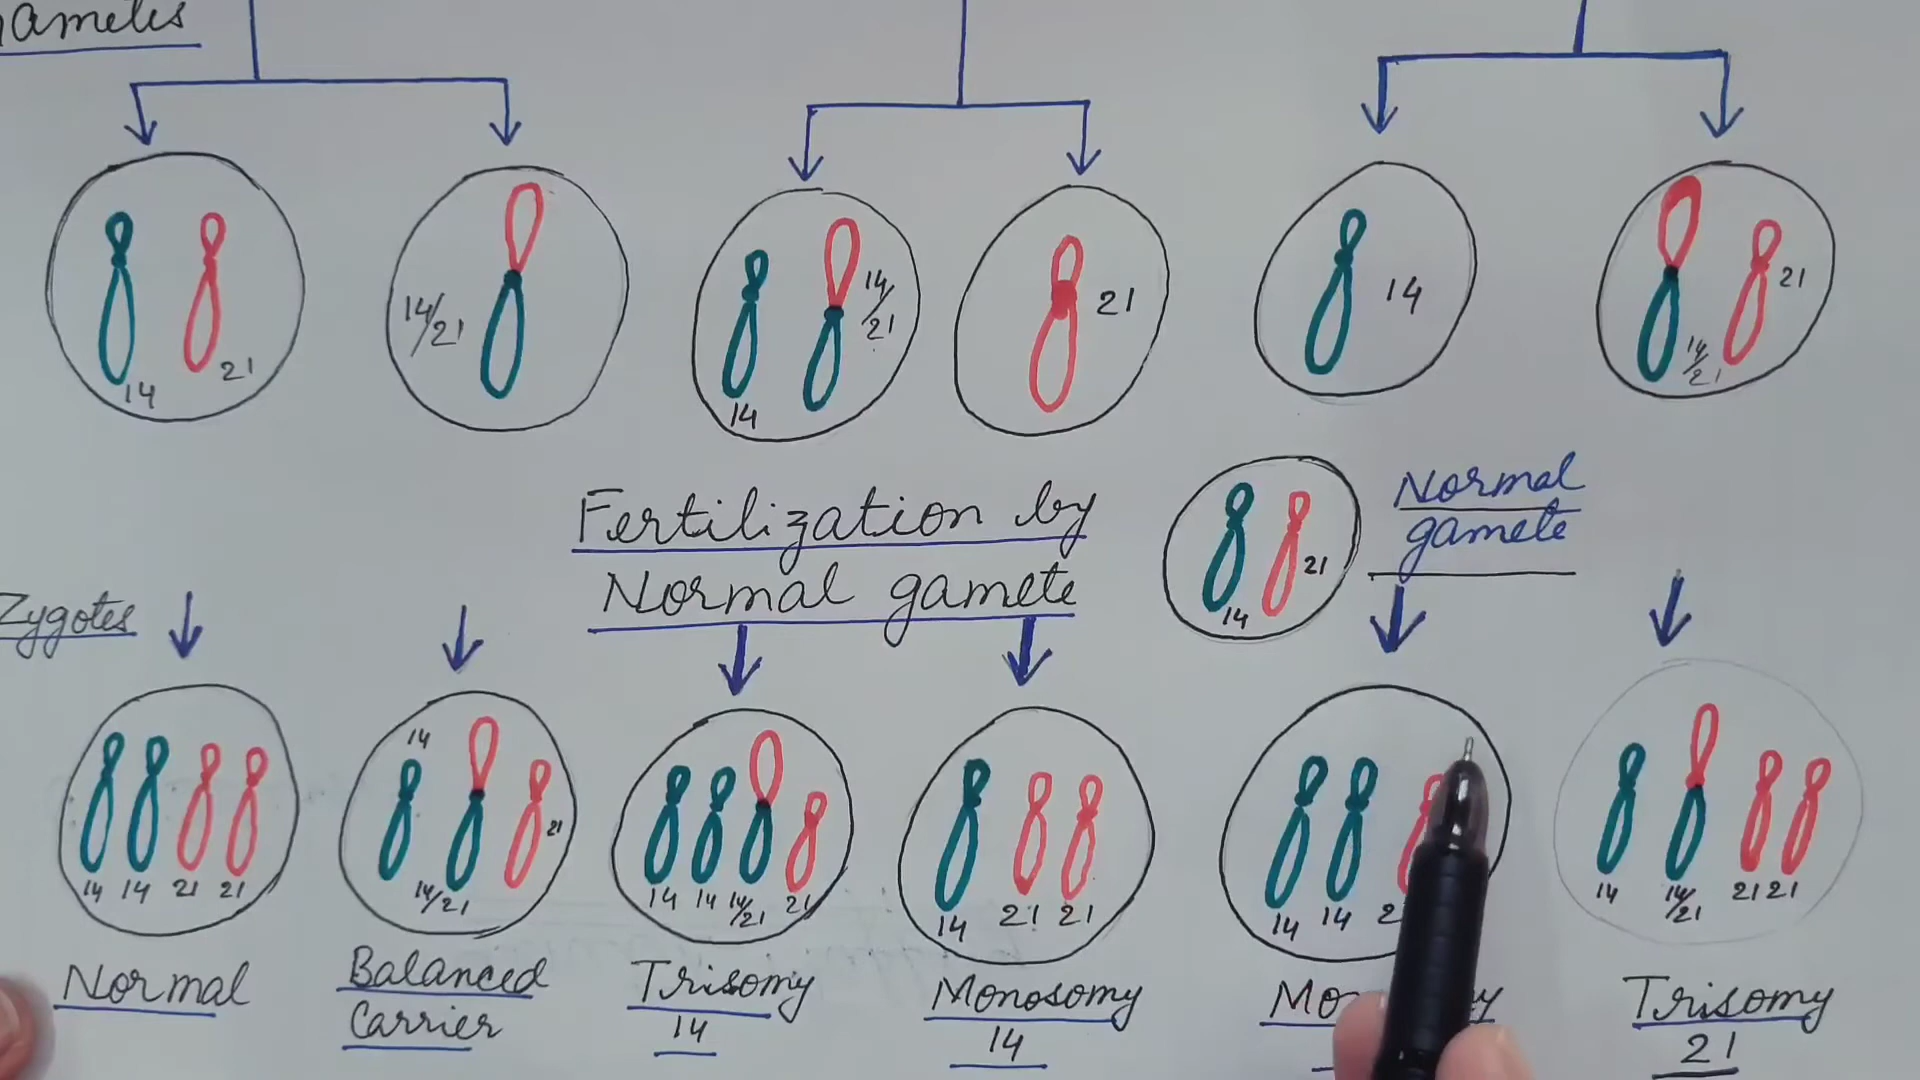 14
21
14/21
14
14/21
21
14
14/21
21
Fertilization by
Normal gamete
14
21
Normal
gamete
Zygotes
14 14 21 21
14
14/21
21
14 14 14/21 21
14 21 21
14 14
14 14/21 21 21
Normal
Balanced
Carrier
Trisomy
14
Monosomy
14
Trisomy
21